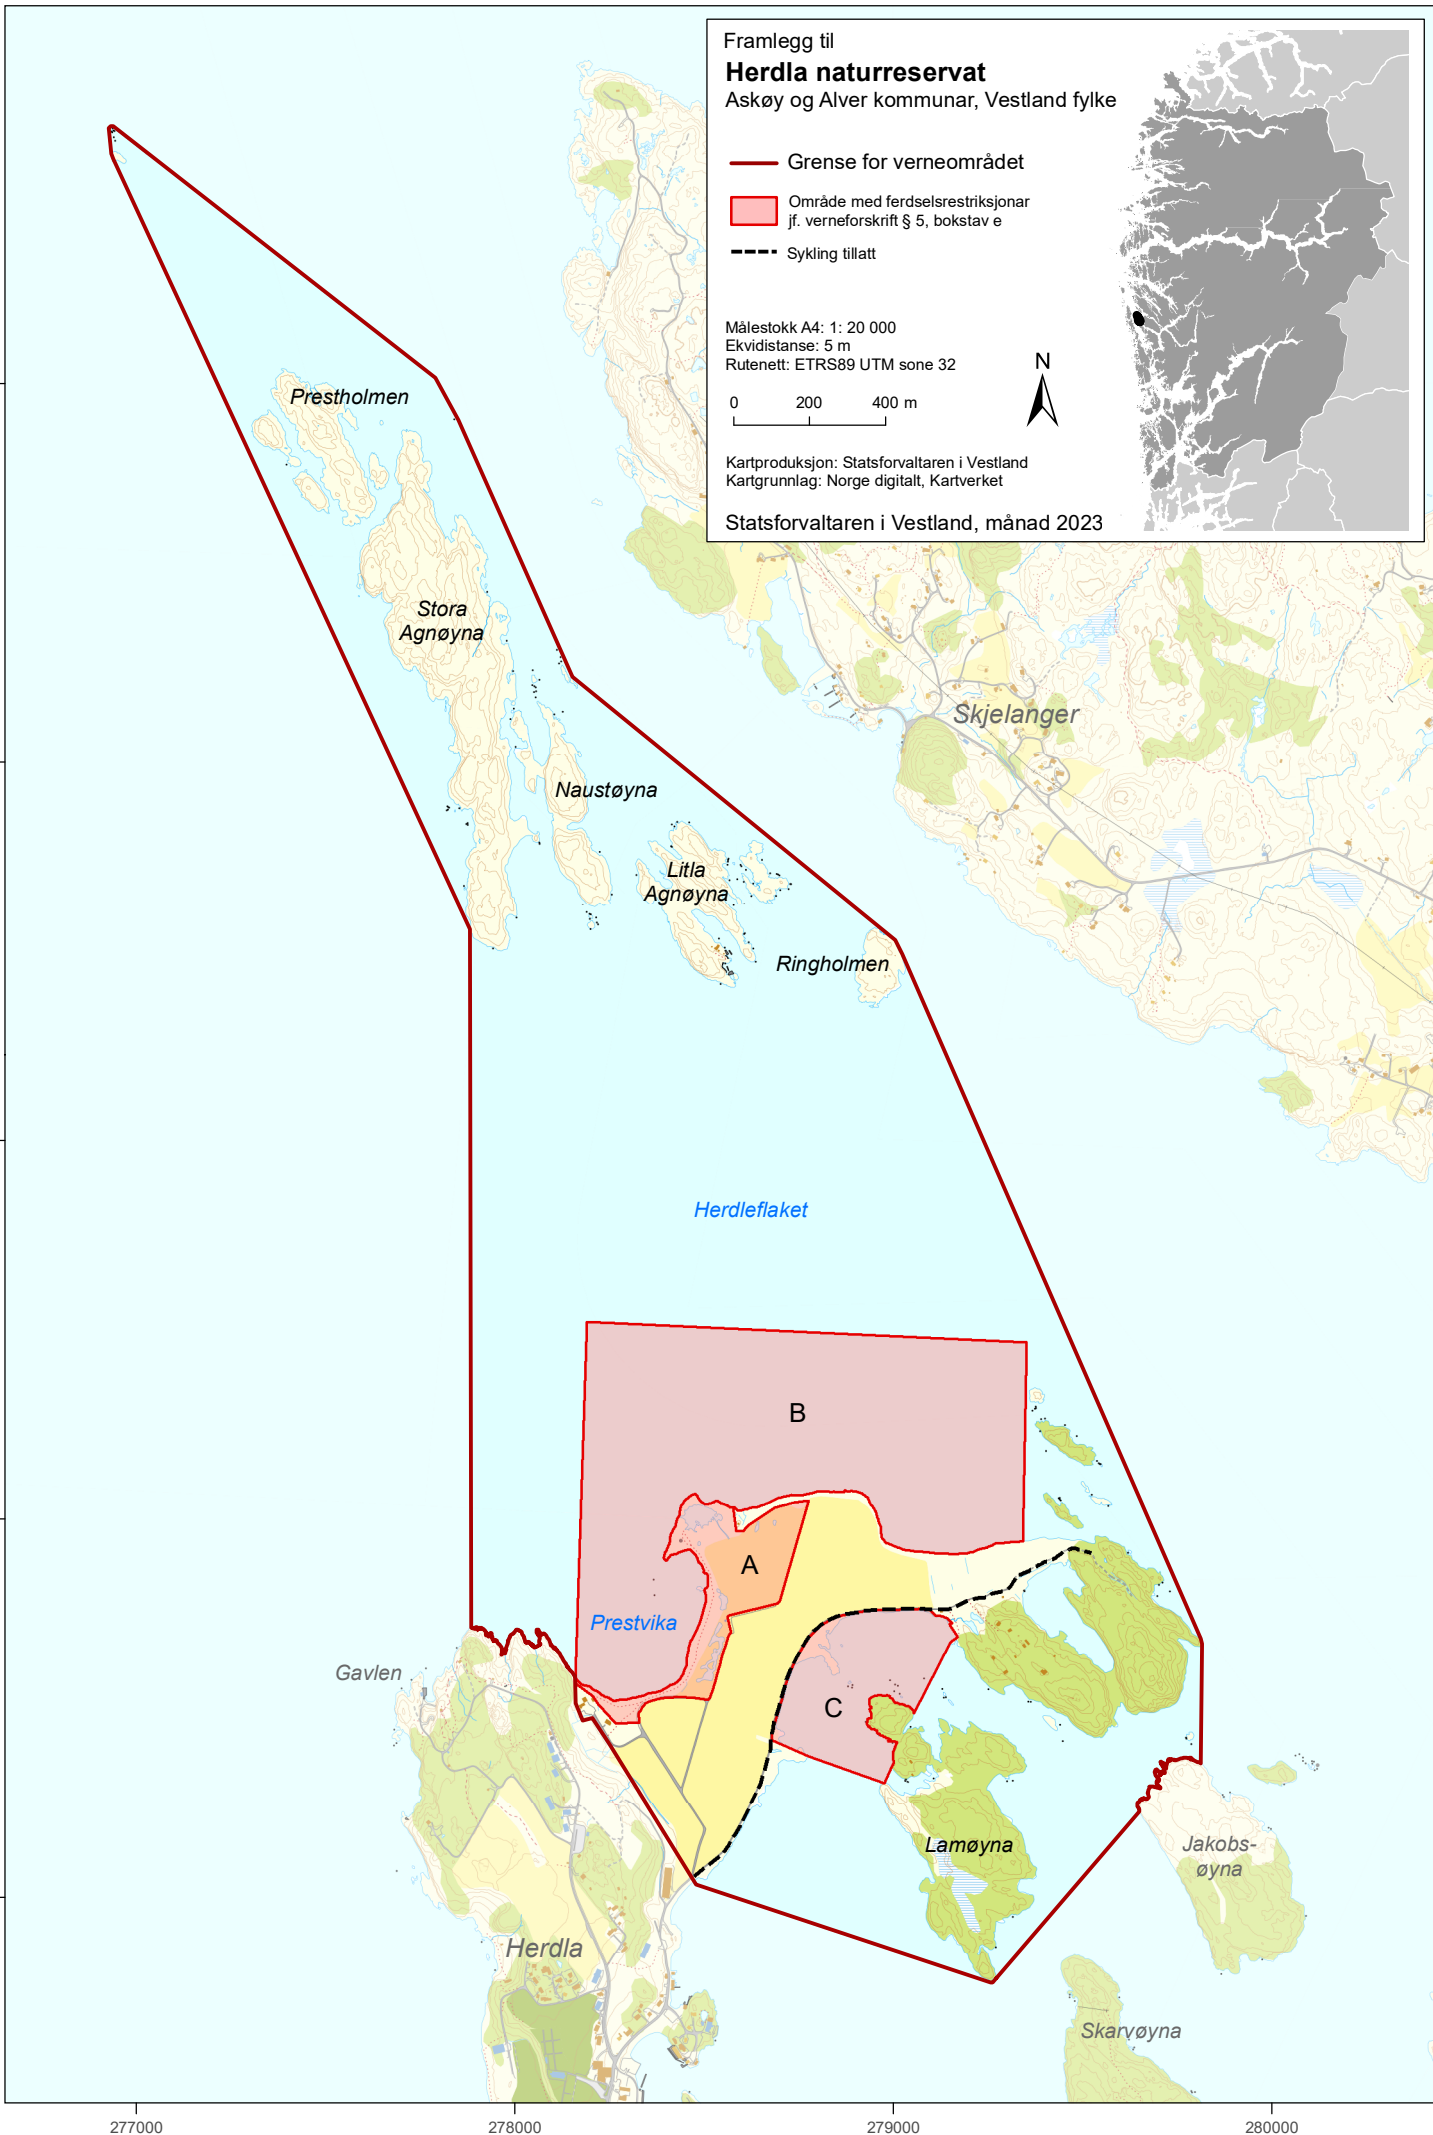 Framlegg til
Herdla naturreservat
Askøy og Alver kommunar, Vestland fylke
Grense for verneområdet
Område med ferdselsrestriksjonar
jf. verneforskrift § 5, bokstav e
Sykling tillatt
Målestokk A4: 1: 20 000
Ekvidistanse: 5 m
Rutenett: ETRS89 UTM sone 32
0 200 400 m
N
Kartproduksjon: Statsforvaltaren i Vestland
Kartgrunnlag: Norge digitalt, Kartverket
Statsforvaltaren i Vestland, månad 2023
Prestholmen
Stora
Agnøyna
Skjelanger
Naustøyna
Litla
Agnøyna
Ringholmen
Herdleflaket
B
A
Prestvika
Gavlen
C
Lamøyna
Jakobs-
øyna
Herdla
Skarvøyna
277000 278000 279000 280000